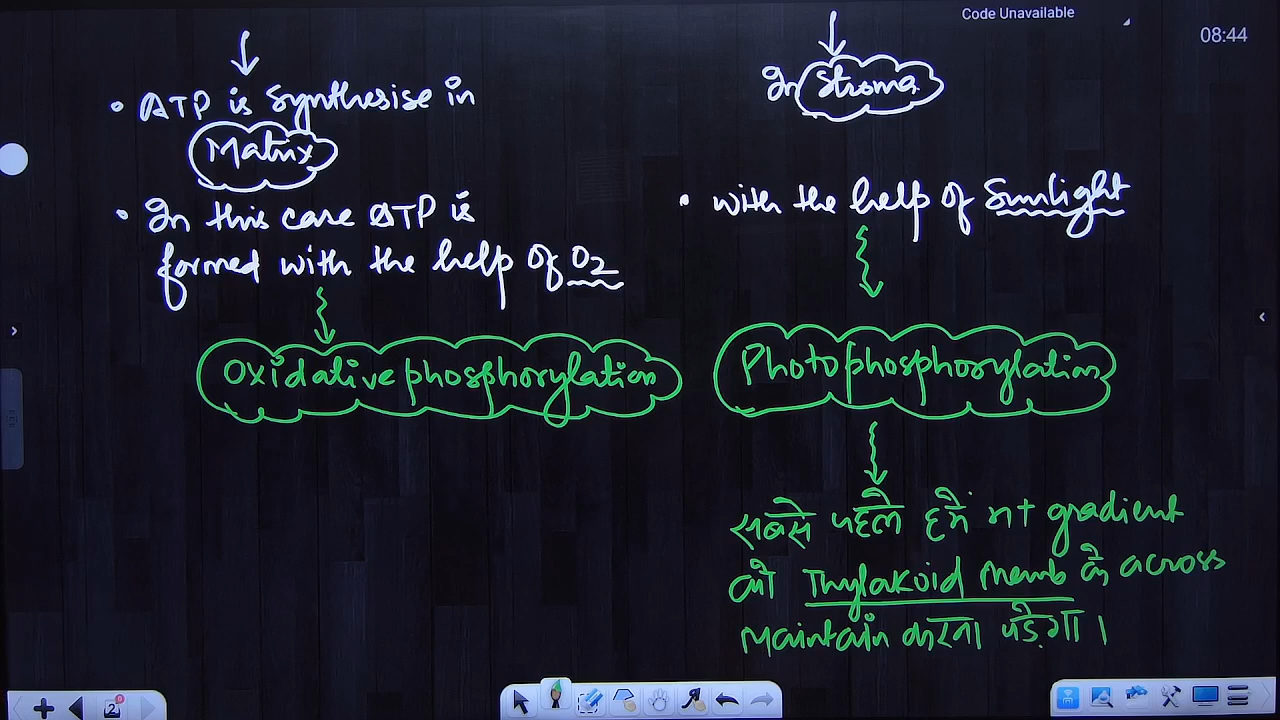 Code Unavailable
08:44
• ATP is synthesise in
Matrix
• In this case ATP is
formed with the help of O2
Oxidative phosphorylation
In Stroma
• with the help of Sunlight
Photophosphorylation
सबसे पहले हमे H+ gradient
को Thylakoid Memb के across
Maintain करना पड़ेगा।
2